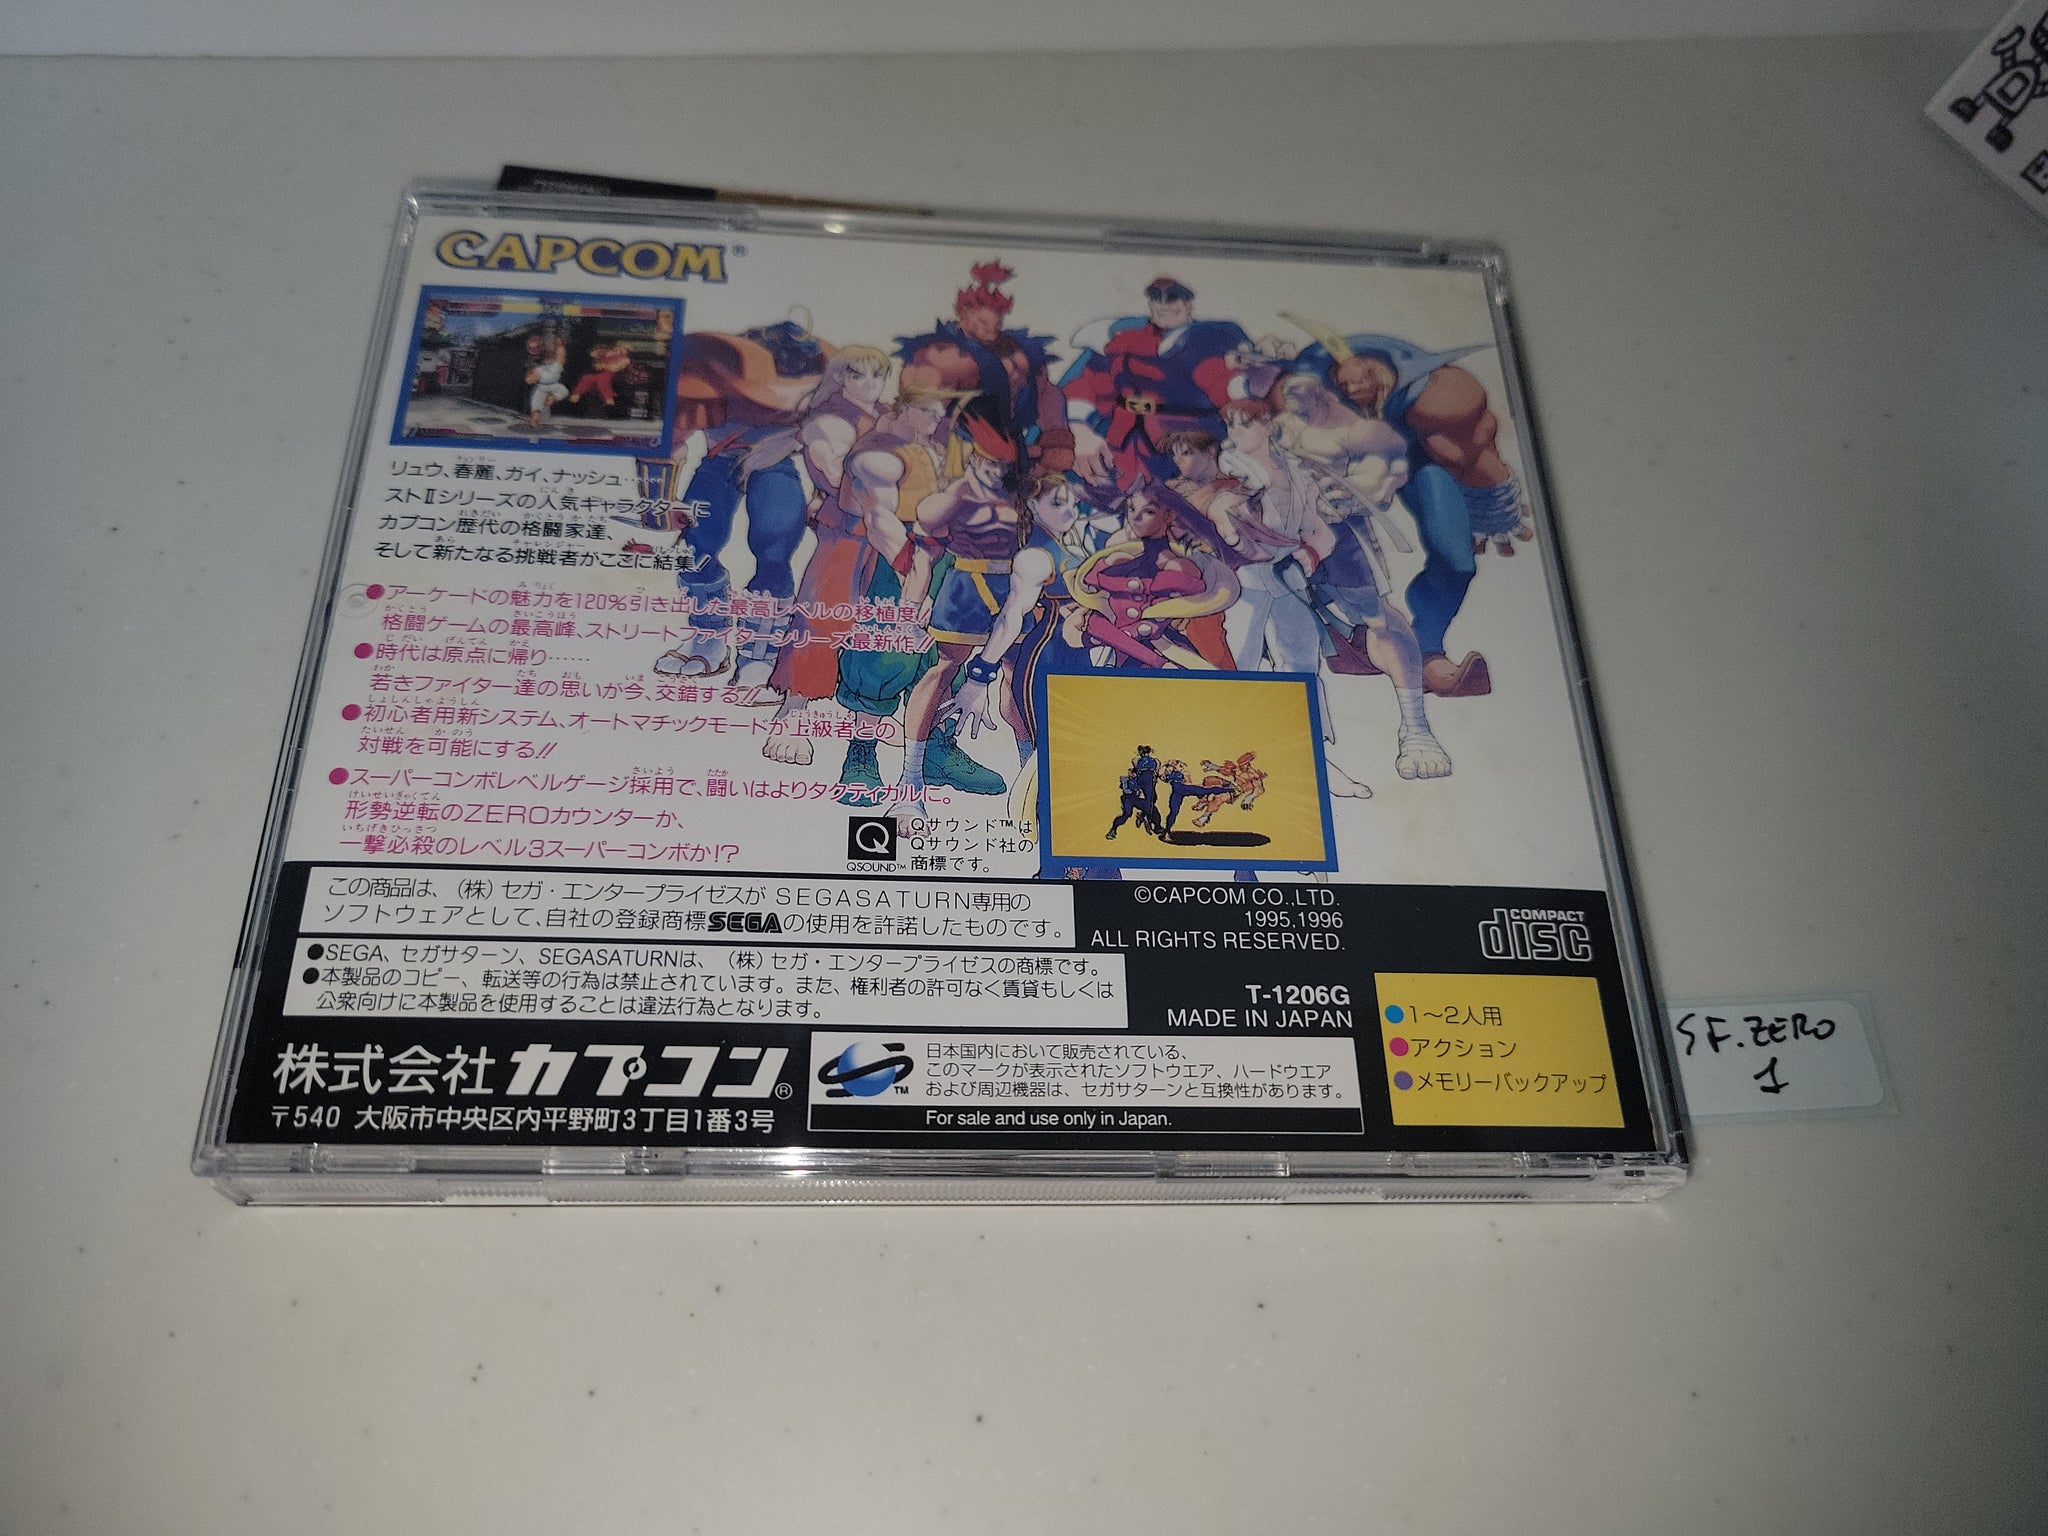 CAPCOM®
リュウ、春麗、ガイ、ナッシュ……
ストⅡシリーズの人気キャラクターに
カプコン歴代の格闘家達、
そして新たなる挑戦者がここに結集!
●アーケードの魅力を120%引き出した最高レベルの移植度!!
格闘ゲームの最高峰、ストリートファイターシリーズ最新作!!
●時代は原点に帰り……
若きファイター達の思いが今、交錯する!!
●初心者用新システム、オートマチックモードが上級者との
対戦を可能にする!!
●スーパーコンボレベルゲージ採用で、闘いはよりタクティカルに。
形勢逆転のZEROカウンターか、
一撃必殺のレベル3スーパーコンボか!?
Q
QSOUND™
Qサウンド™は
Qサウンド社の
商標です。
この商品は、(株)セガ・エンタープライゼスがSEGASATURN専用の
ソフトウェアとして、自社の登録商標SEGAの使用を許諾したものです。
●SEGA、セガサターン、SEGASATURNは、(株)セガ・エンタープライゼスの商標です。
●本製品のコピー、転送等の行為は禁止されています。また、権利者の許可なく賃貸もしくは
公衆向けに本製品を使用することは違法行為となります。
©CAPCOM CO.,LTD.
1995,1996
ALL RIGHTS RESERVED.
COMPACT
disc
T-1206G
MADE IN JAPAN
●1〜2人用
●アクション
●メモリーバックアップ
株式会社カプコン®
〒540 大阪市中央区内平野町3丁目1番3号
TM
日本国内において販売されている、
このマークが表示されたソフトウエア、ハードウエア
および周辺機器は、セガサターンと互換性があります。
For sale and use only in Japan.
SF.ZERO
1